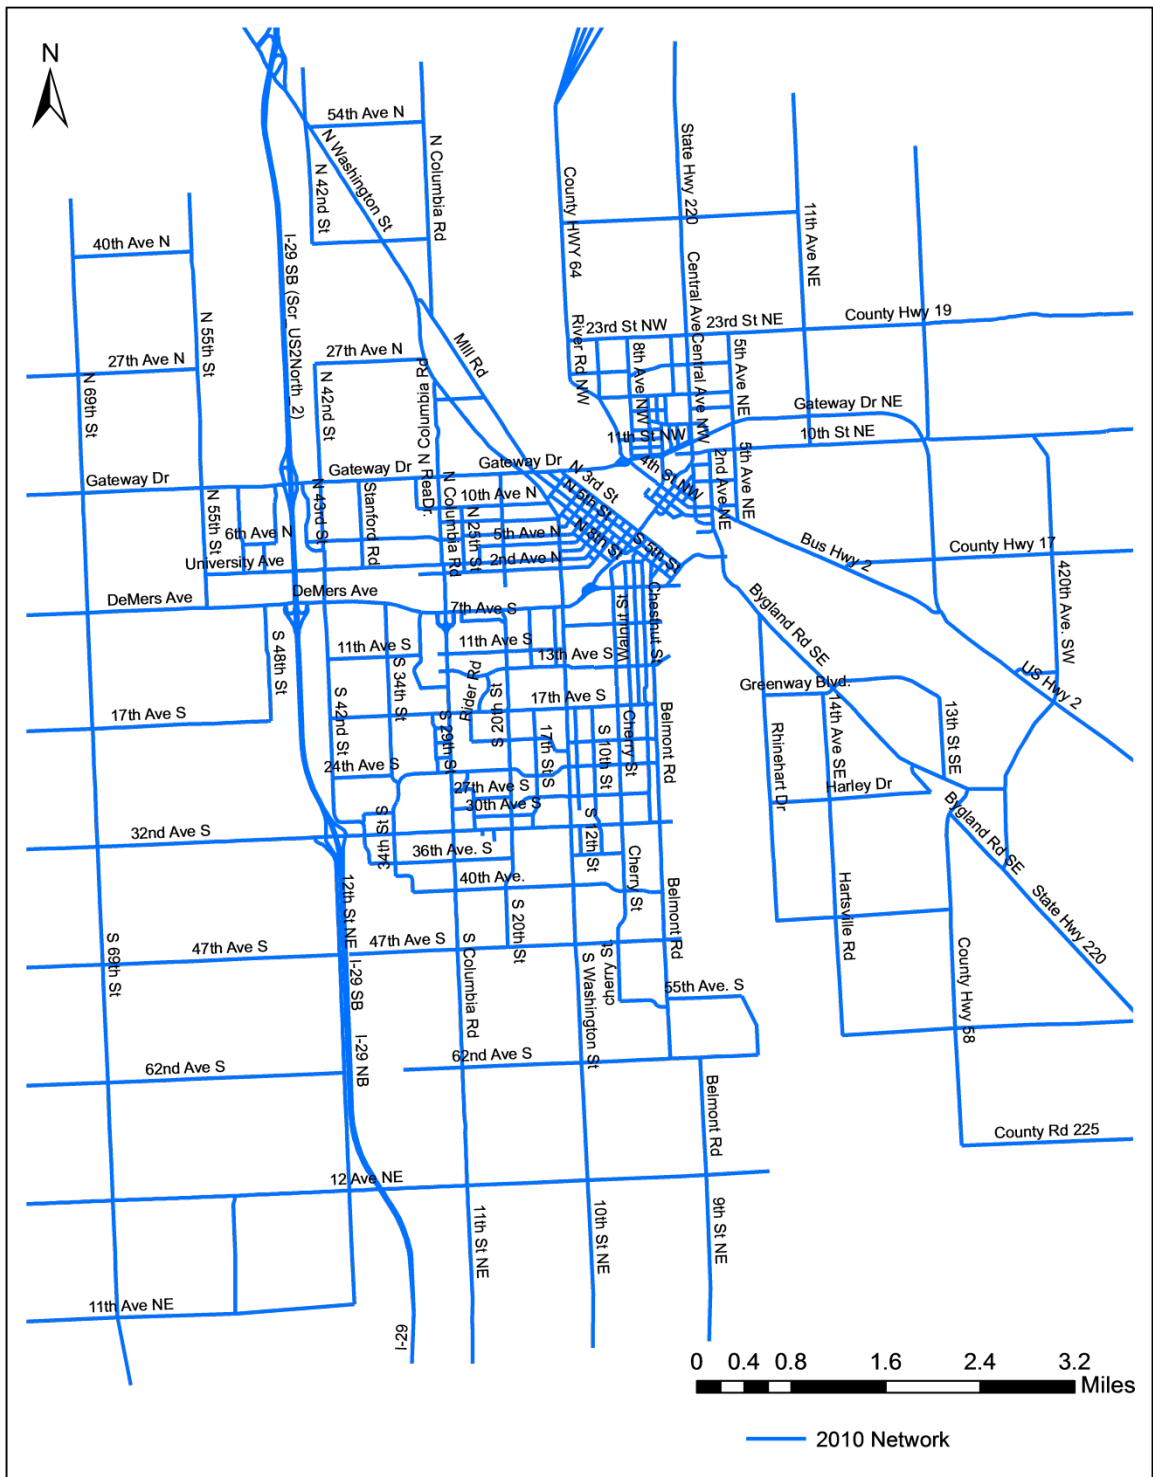 N
54th Ave N
N Washington St
N 42nd St
N Columbia Rd
County HWY 64
State Hwy 220
11th Ave NE
40th Ave N
I-29 SB (Scr_US2North_2)
N 55th St
Central Ave
County Hwy 19
River Rd NW
23rd St NW
23rd St NE
27th Ave N
27th Ave N
Mill Rd
N Columbia Rd
8th Ave NW
Central Ave NW
5th Ave NE
N 69th St
N 42nd St
Gateway Dr NE
11th St NW
10th St NE
Gateway Dr
Gateway Dr
Gateway Dr
ReaDr.
N 3rd St
4th St NW
2nd Ave NE
5th Ave NE
N 55th St
N 43rd St
Stanford Rd
N Columbia Rd
10th Ave N
N 5th St
6th Ave N
N 25th St
5th Ave N
N 8th St
S 5th St
Bus Hwy 2
County Hwy 17
University Ave
2nd Ave N
DeMers Ave
DeMers Ave
7th Ave S
Walnut St
Chestnut St
Bygland Rd SE
420th Ave. SW
S 48th St
11th Ave S
11th Ave S
13th Ave S
S 34th St
Rider Rd
S 20th St
Greenway Blvd.
US Hwy 2
17th Ave S
S 42nd St
17th Ave S
S 29th St
17th St S
S 10th St
Cherry St
Belmont Rd
Rhinehart Dr
14th Ave SE
13th St SE
24th Ave S
27th Ave S
30th Ave S
Harley Dr
32nd Ave S
34th St S
36th Ave. S
S 12th St
Bygland Rd SE
40th Ave.
Cherry St
Belmont Rd
12th St NE
S 20th St
Hartsville Rd
State Hwy 220
S 69th St
47th Ave S
47th Ave S
I-29 SB
S Columbia Rd
cherry St.
S Washington St
55th Ave. S
County Hwy 58
62nd Ave S
I-29 NB
62nd Ave S
Belmont Rd
County Rd 225
12 Ave NE
11th St NE
10th St NE
9th St NE
11th Ave NE
I-29
0 0.4 0.8 1.6 2.4 3.2
Miles
2010 Network